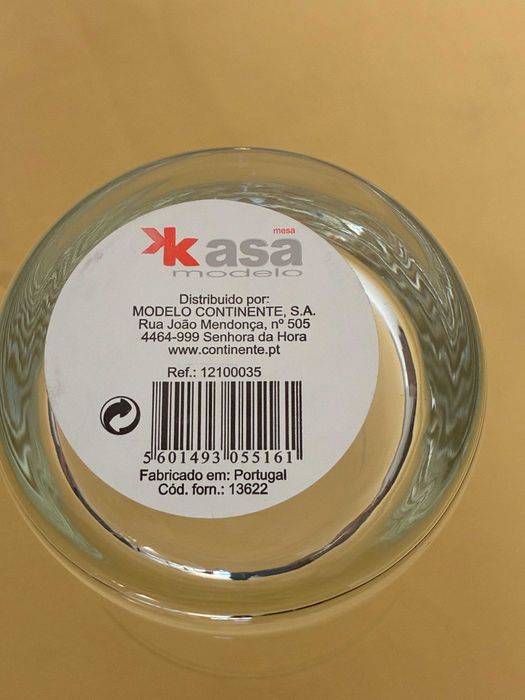 mesa
kasa
modelo
Distribuido por:
MODELO CONTINENTE, S.A.
Rua João Mendonça, nº 505
4464-999 Senhora da Hora
www.continente.pt
Ref.: 12100035
5 601493 055161
Fabricado em: Portugal
Cód. forn.: 13622